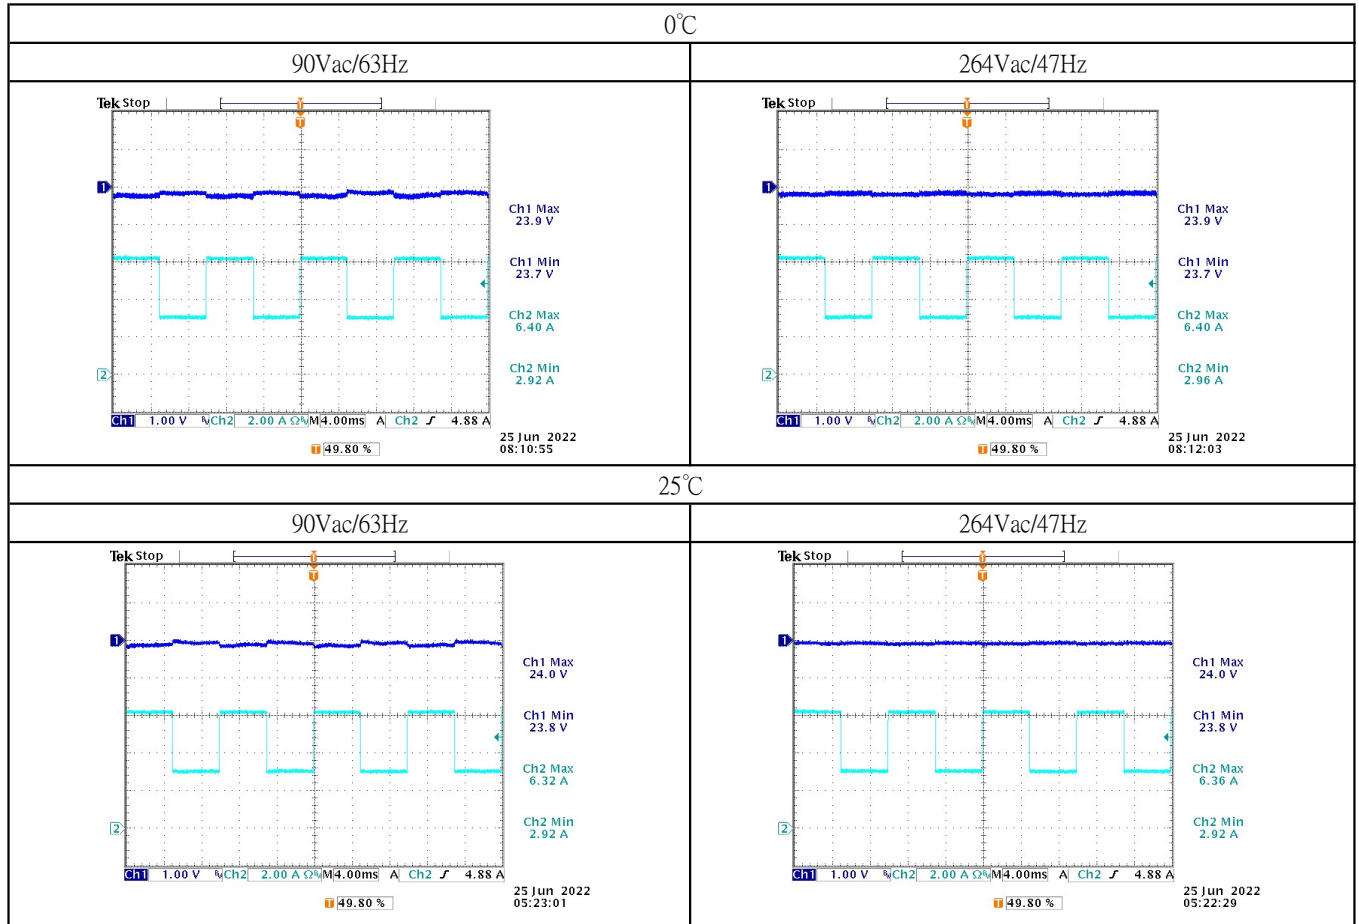 0℃
90Vac/63Hz
264Vac/47Hz
Tek Stop
T
T
1
Ch1 Max
23.9 V
Ch1 Min
23.7 V
Ch2 Max
6.40 A
Ch2 Min
2.92 A
2
Ch1 1.00 V Ch2 2.00 A Ω M 4.00ms A Ch2 4.88 A
T 49.80 %
25 Jun 2022
08:10:55
Tek Stop
T
T
1
Ch1 Max
23.9 V
Ch1 Min
23.7 V
Ch2 Max
6.40 A
Ch2 Min
2.96 A
2
Ch1 1.00 V Ch2 2.00 A Ω M 4.00ms A Ch2 4.88 A
T 49.80 %
25 Jun 2022
08:12:03
25℃
90Vac/63Hz
264Vac/47Hz
Tek Stop
T
T
1
Ch1 Max
24.0 V
Ch1 Min
23.8 V
Ch2 Max
6.32 A
Ch2 Min
2.92 A
2
Ch1 1.00 V Ch2 2.00 A Ω M 4.00ms A Ch2 4.88 A
T 49.80 %
25 Jun 2022
05:23:01
Tek Stop
T
T
1
Ch1 Max
24.0 V
Ch1 Min
23.8 V
Ch2 Max
6.36 A
Ch2 Min
2.92 A
2
Ch1 1.00 V Ch2 2.00 A Ω M 4.00ms A Ch2 4.88 A
T 49.80 %
25 Jun 2022
05:22:29